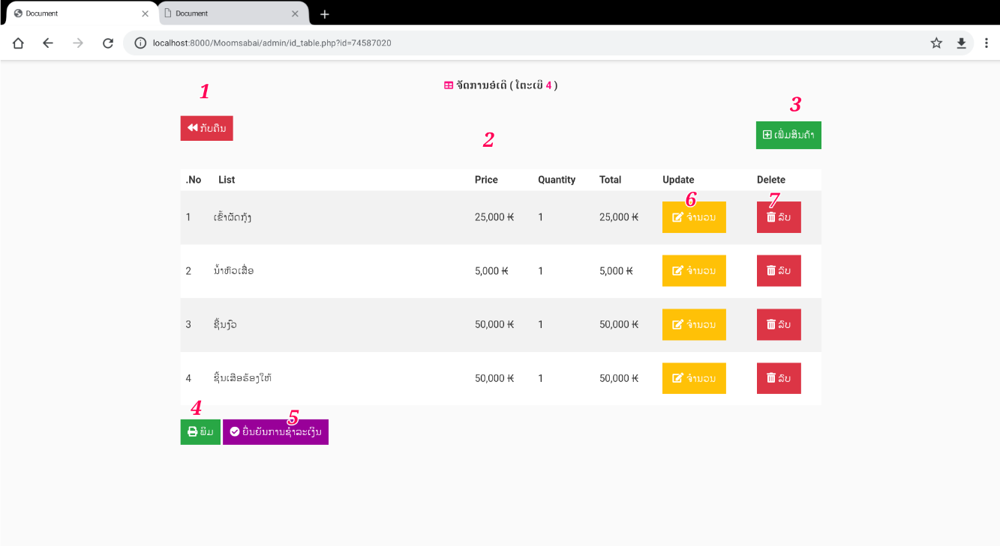 Document
Document
localhost:8000/Moomsabai/admin/id_table.php?id=74587020
ຈັດການອໍເດີ ( ໂຕະເບີ 4 )
1
3
ກັບຄືນ
2
ເພີ່ມສິນຄ້າ
.No List Price Quantity Total Update Delete
6 7
1 ເຂົ້າຜັດກຸ້ງ 25,000 ₭ 1 25,000 ₭ ຈຳນວນ ລົບ
2 ນ້ຳຫົວເສືອ 5,000 ₭ 1 5,000 ₭ ຈຳນວນ ລົບ
3 ຊີ້ນງົວ 50,000 ₭ 1 50,000 ₭ ຈຳນວນ ລົບ
4 ຊີ້ນເສືອຮ້ອງໃຫ້ 50,000 ₭ 1 50,000 ₭ ຈຳນວນ ລົບ
4 5
ພິມ ຍືນຍັນການຊຳລະເງິນ